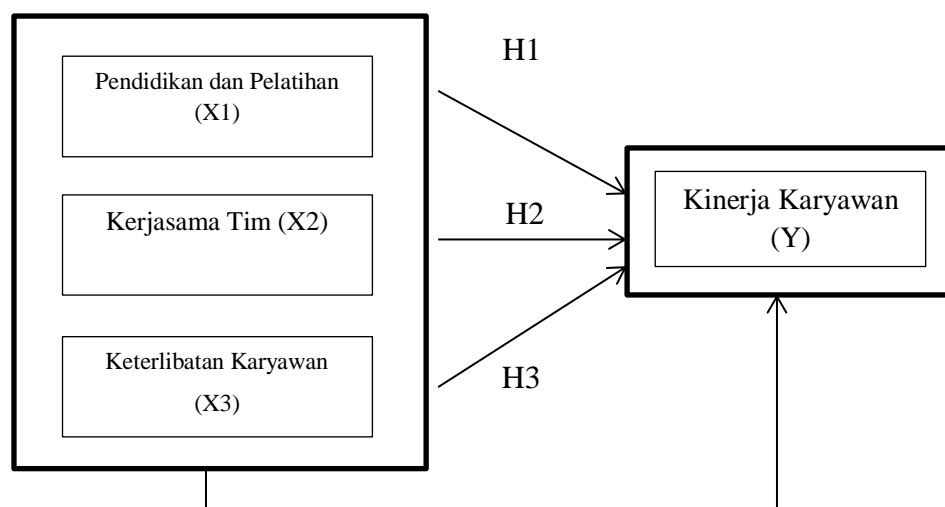 H1
Pendidikan dan Pelatihan
(X1)
Kerjasama Tim (X2)
H2
Kinerja Karyawan
(Y)
Keterlibatan Karyawan
(X3)
H3